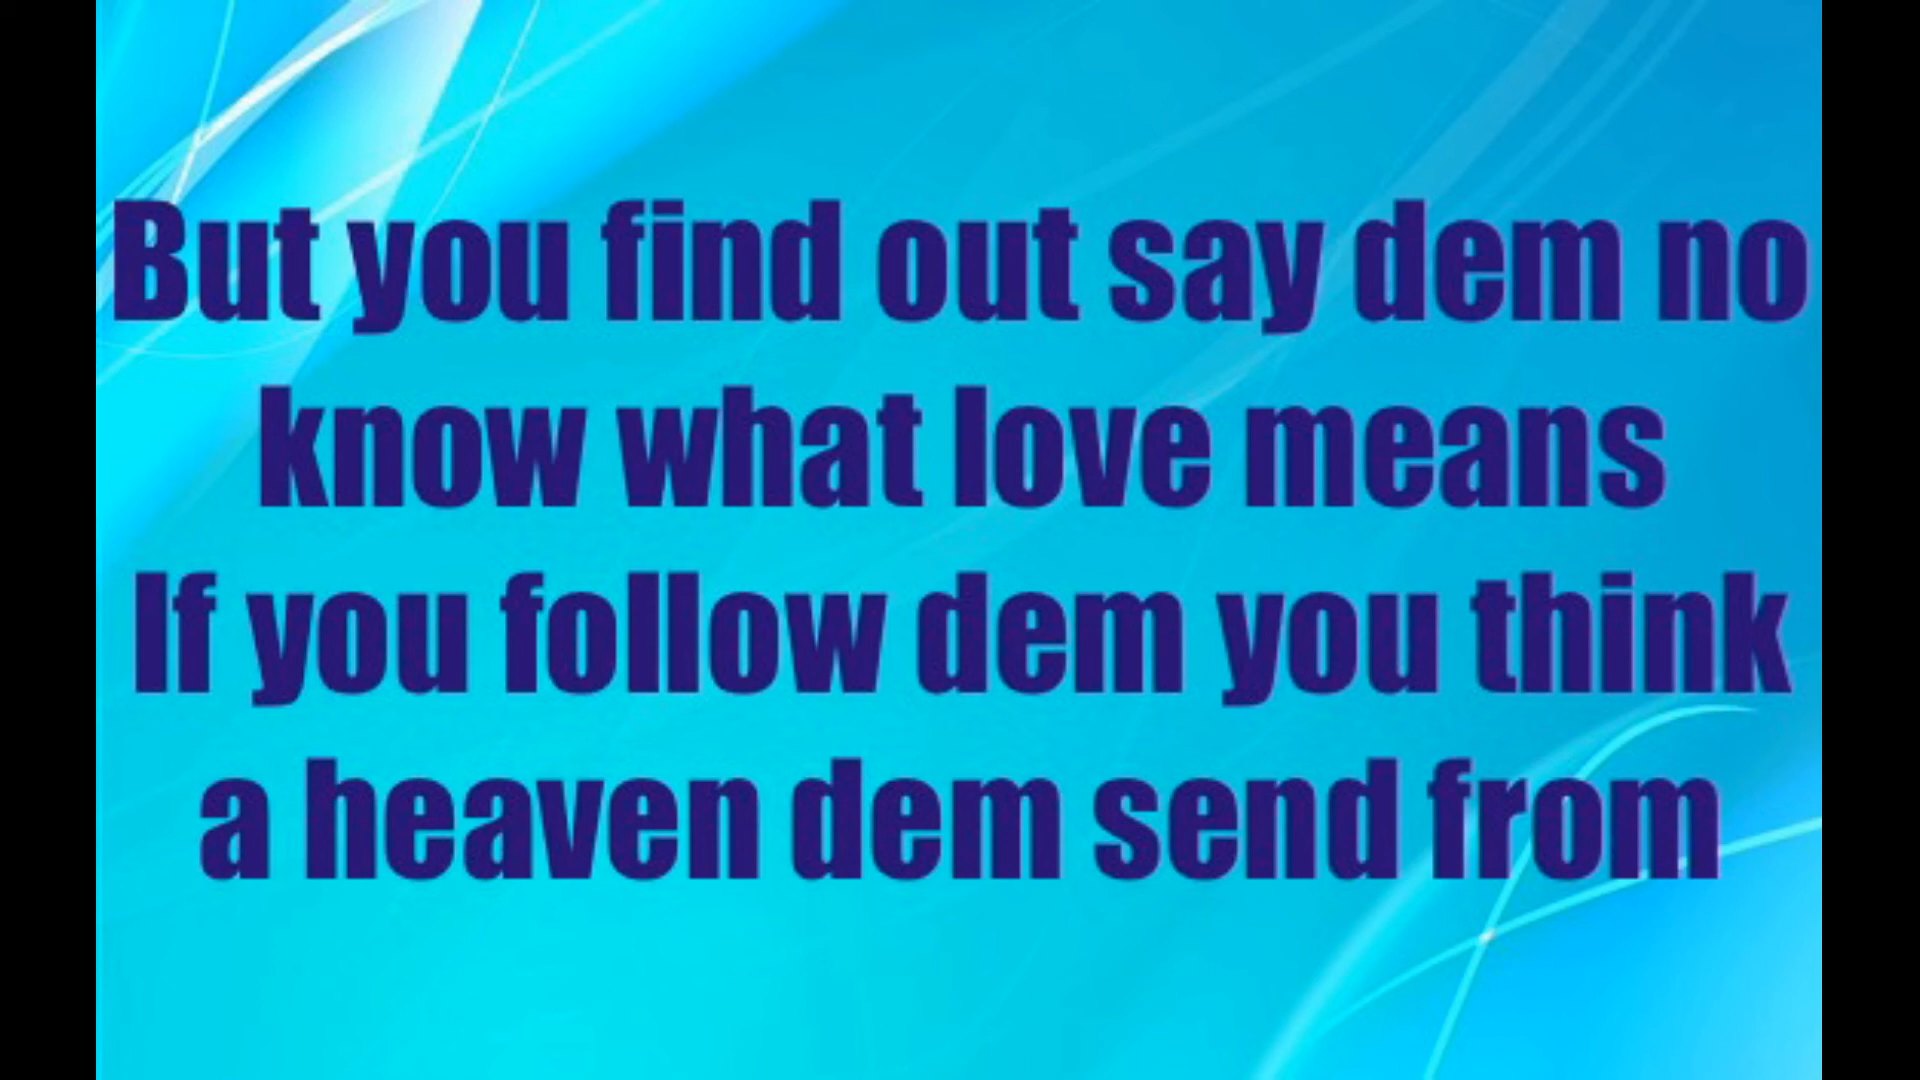 But you find out say dem no
know what love means
If you follow dem you think
a heaven dem send from